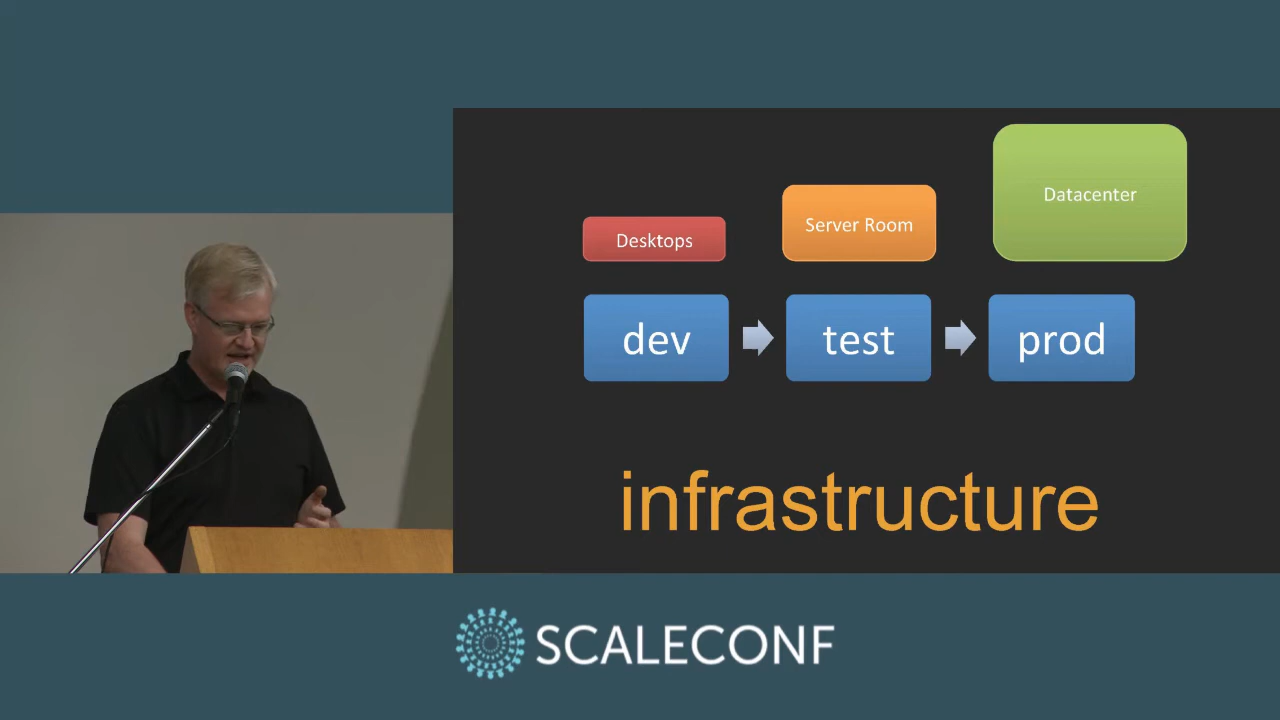 Datacenter
Server Room
Desktops
dev
test
prod
infrastructure
SCALECONF